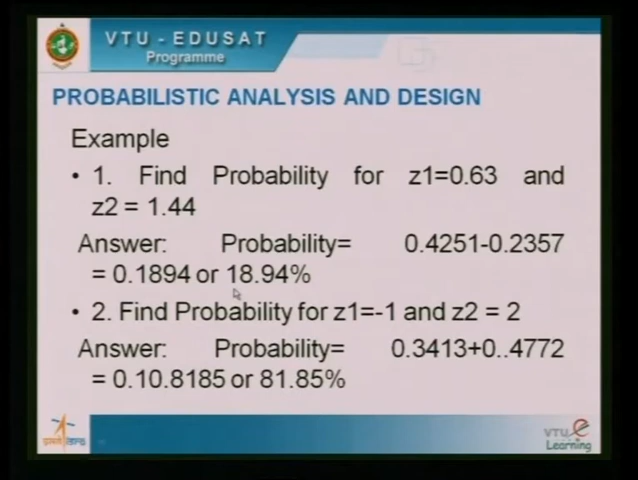 VTU - EDUSAT
Programme
PROBABILISTIC ANALYSIS AND DESIGN
Example
• 1. Find Probability for z1=0.63 and
z2 = 1.44
Answer: Probability= 0.4251-0.2357
= 0.1894 or 18.94%
• 2. Find Probability for z1=-1 and z2 = 2
Answer: Probability= 0.3413+0..4772
= 0.10.8185 or 81.85%
VTU e
Learning